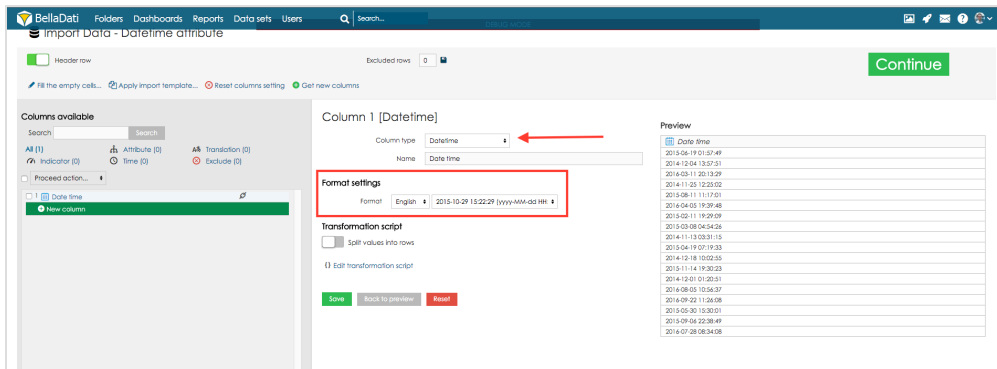 BellaDati Folders Dashboards Reports Data sets Users Search...
DEBUG MODE
Import Data - Datetime attribute
Header row
Excluded rows 0
Continue
Fill the empty cells... Apply import template... Reset columns setting Get new columns
Columns available
Search Search
All (1) Attribute (0) Translation (0)
Indicator (0) Time (0) Exclude (0)
Proceed action...
1 Date time
New column
Column 1 [Datetime]
Column type Datetime
Name Date time
Format settings
Format English 2015-10-29 15:22:29 (yyyy-MM-dd HH:
Transformation script
Split values into rows
{} Edit transformation script
Save Back to preview Reset
Preview
Date time
2015-06-19 01:57:49
2014-12-04 13:57:51
2016-03-11 20:13:29
2014-11-25 12:25:02
2015-08-11 11:17:01
2016-04-05 19:39:48
2015-02-11 19:29:09
2015-03-08 04:54:26
2014-11-13 03:31:15
2015-04-19 07:19:33
2014-12-18 10:02:55
2015-11-14 19:30:23
2014-12-01 01:20:51
2016-08-05 10:56:37
2016-09-22 11:26:08
2015-05-30 15:30:01
2015-09-06 22:38:49
2016-07-28 08:34:08